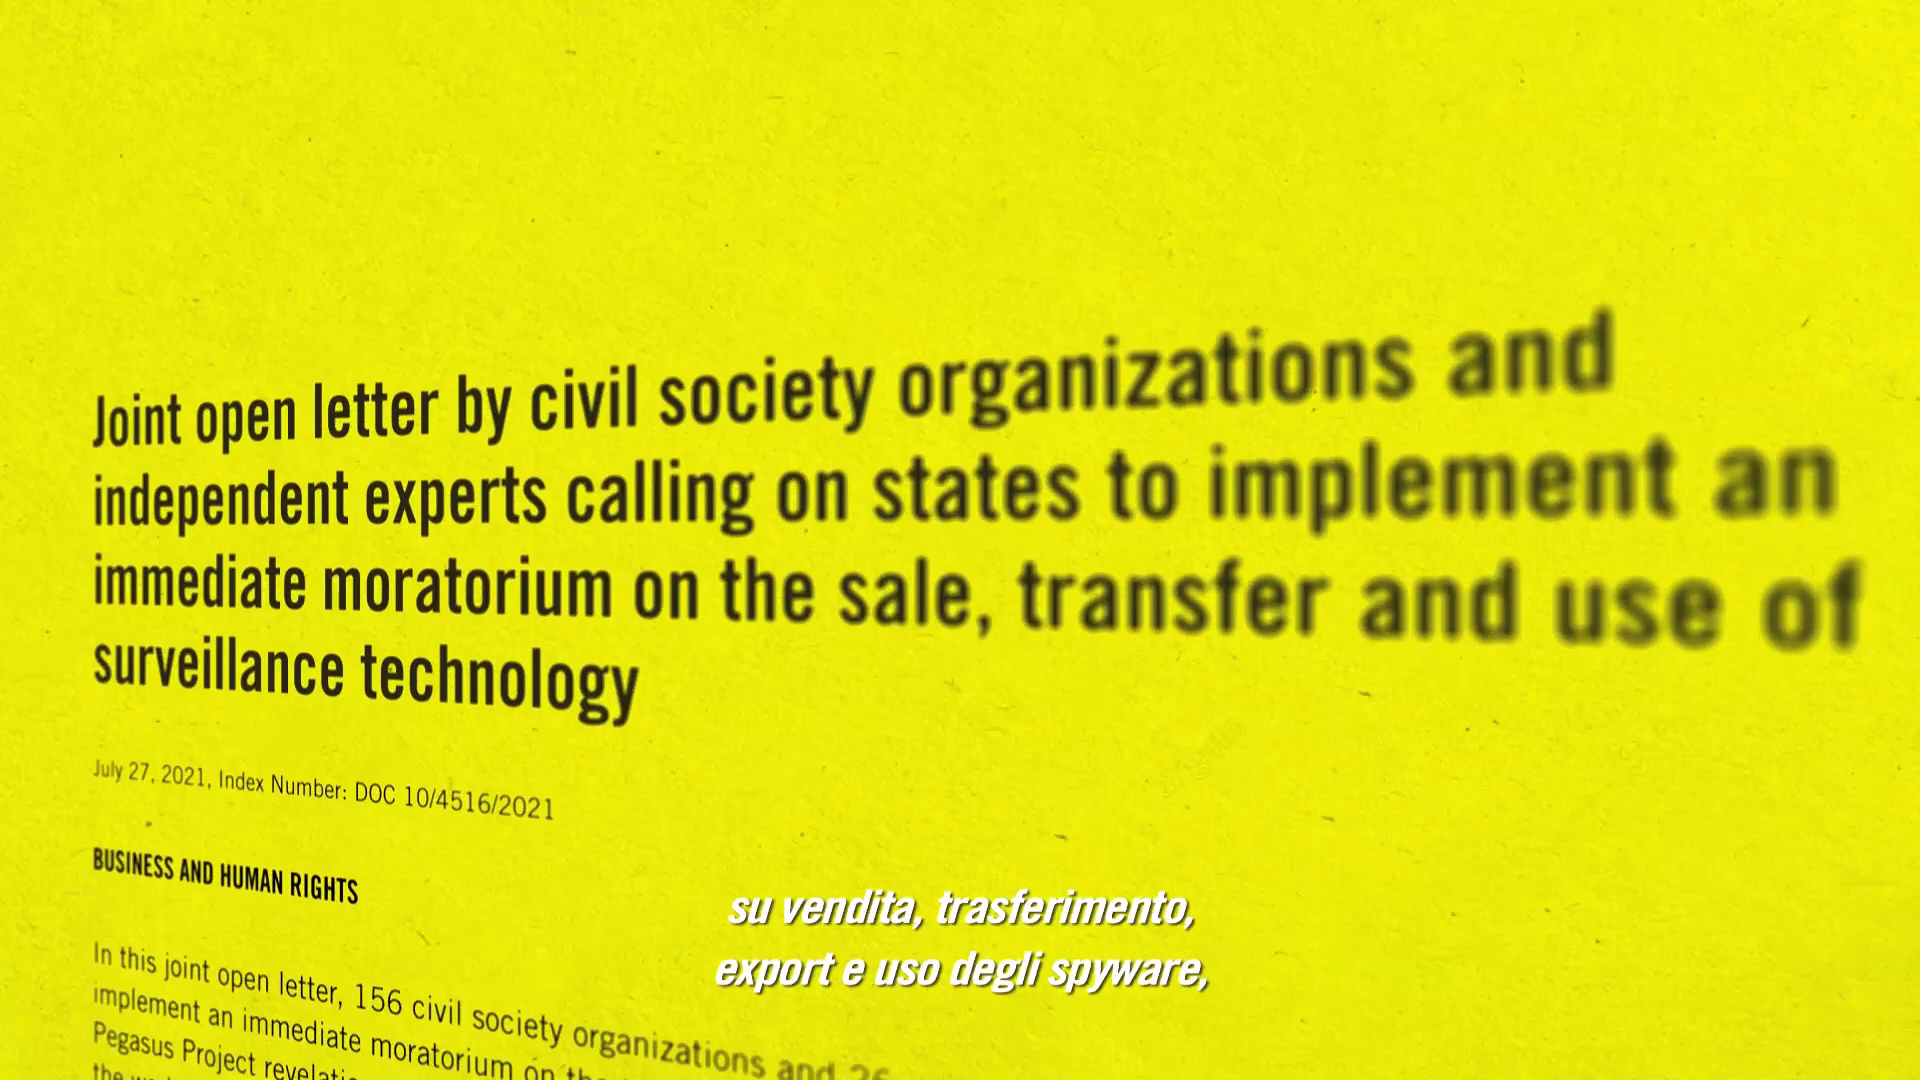 Joint open letter by civil society organizations and
independent experts calling on states to implement an
immediate moratorium on the sale, transfer and use of
surveillance technology
July 27, 2021, Index Number: DOC 10/4516/2021
BUSINESS AND HUMAN RIGHTS
In this joint open letter, 156 civil society organizations and 26
implement an immediate moratorium on
Pegasus Project
the
su vendita, trasferimento,
export e uso degli spyware,